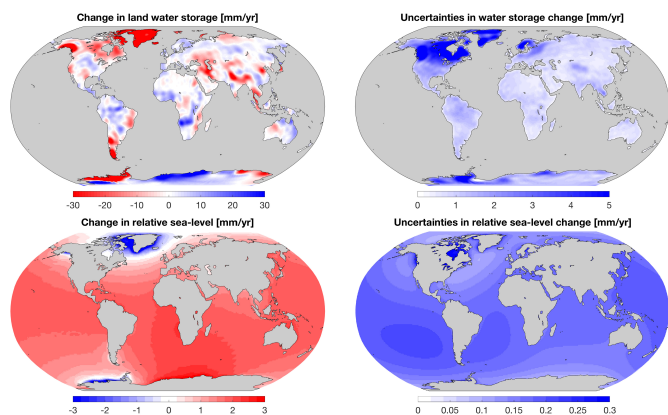 Change in land water storage [mm/yr]
Uncertainties in water storage change [mm/yr]
-30 -20 -10 0 10 20 30
0 1 2 3 4 5
Change in relative sea-level [mm/yr]
Uncertainties in relative sea-level change [mm/yr]
-3 -2 -1 0 1 2 3
0 0.05 0.1 0.15 0.2 0.25 0.3